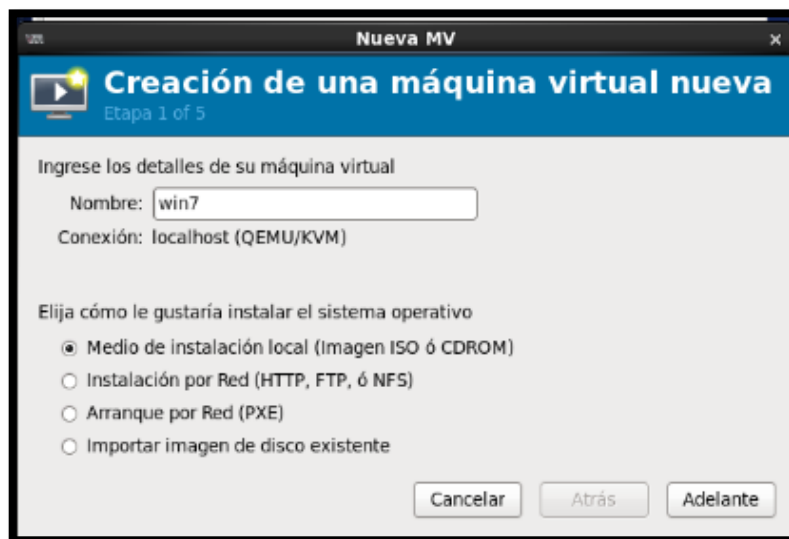 Nueva MV
Creación de una máquina virtual nueva
Etapa 1 of 5
Ingrese los detalles de su máquina virtual
Nombre: win7
Conexión: localhost (QEMU/KVM)
Elija cómo le gustaría instalar el sistema operativo
Medio de instalación local (Imagen ISO ó CDROM)
Instalación por Red (HTTP, FTP, ó NFS)
Arranque por Red (PXE)
Importar imagen de disco existente
Cancelar Atrás Adelante